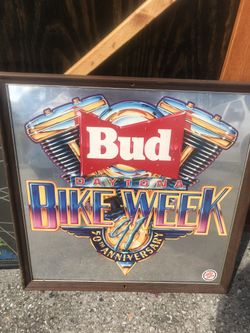 Bud
DAYTONA
BIKE WEEK
50TH ANNIVERSARY